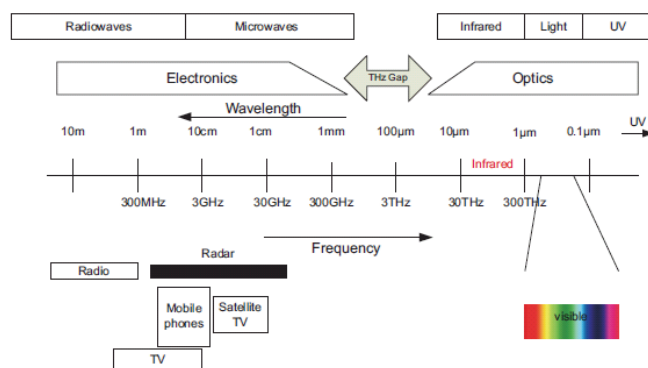 Radiowaves Microwaves Infrared Light UV
Electronics THz Gap Optics
Wavelength
10m 1m 10cm 1cm 1mm 100µm 10µm 1µm 0.1µm UV
Infrared
300MHz 3GHz 30GHz 300GHz 3THz 30THz 300THz
Frequency
Radar
Radio
Mobile
phones
Satellite
TV
TV
visible